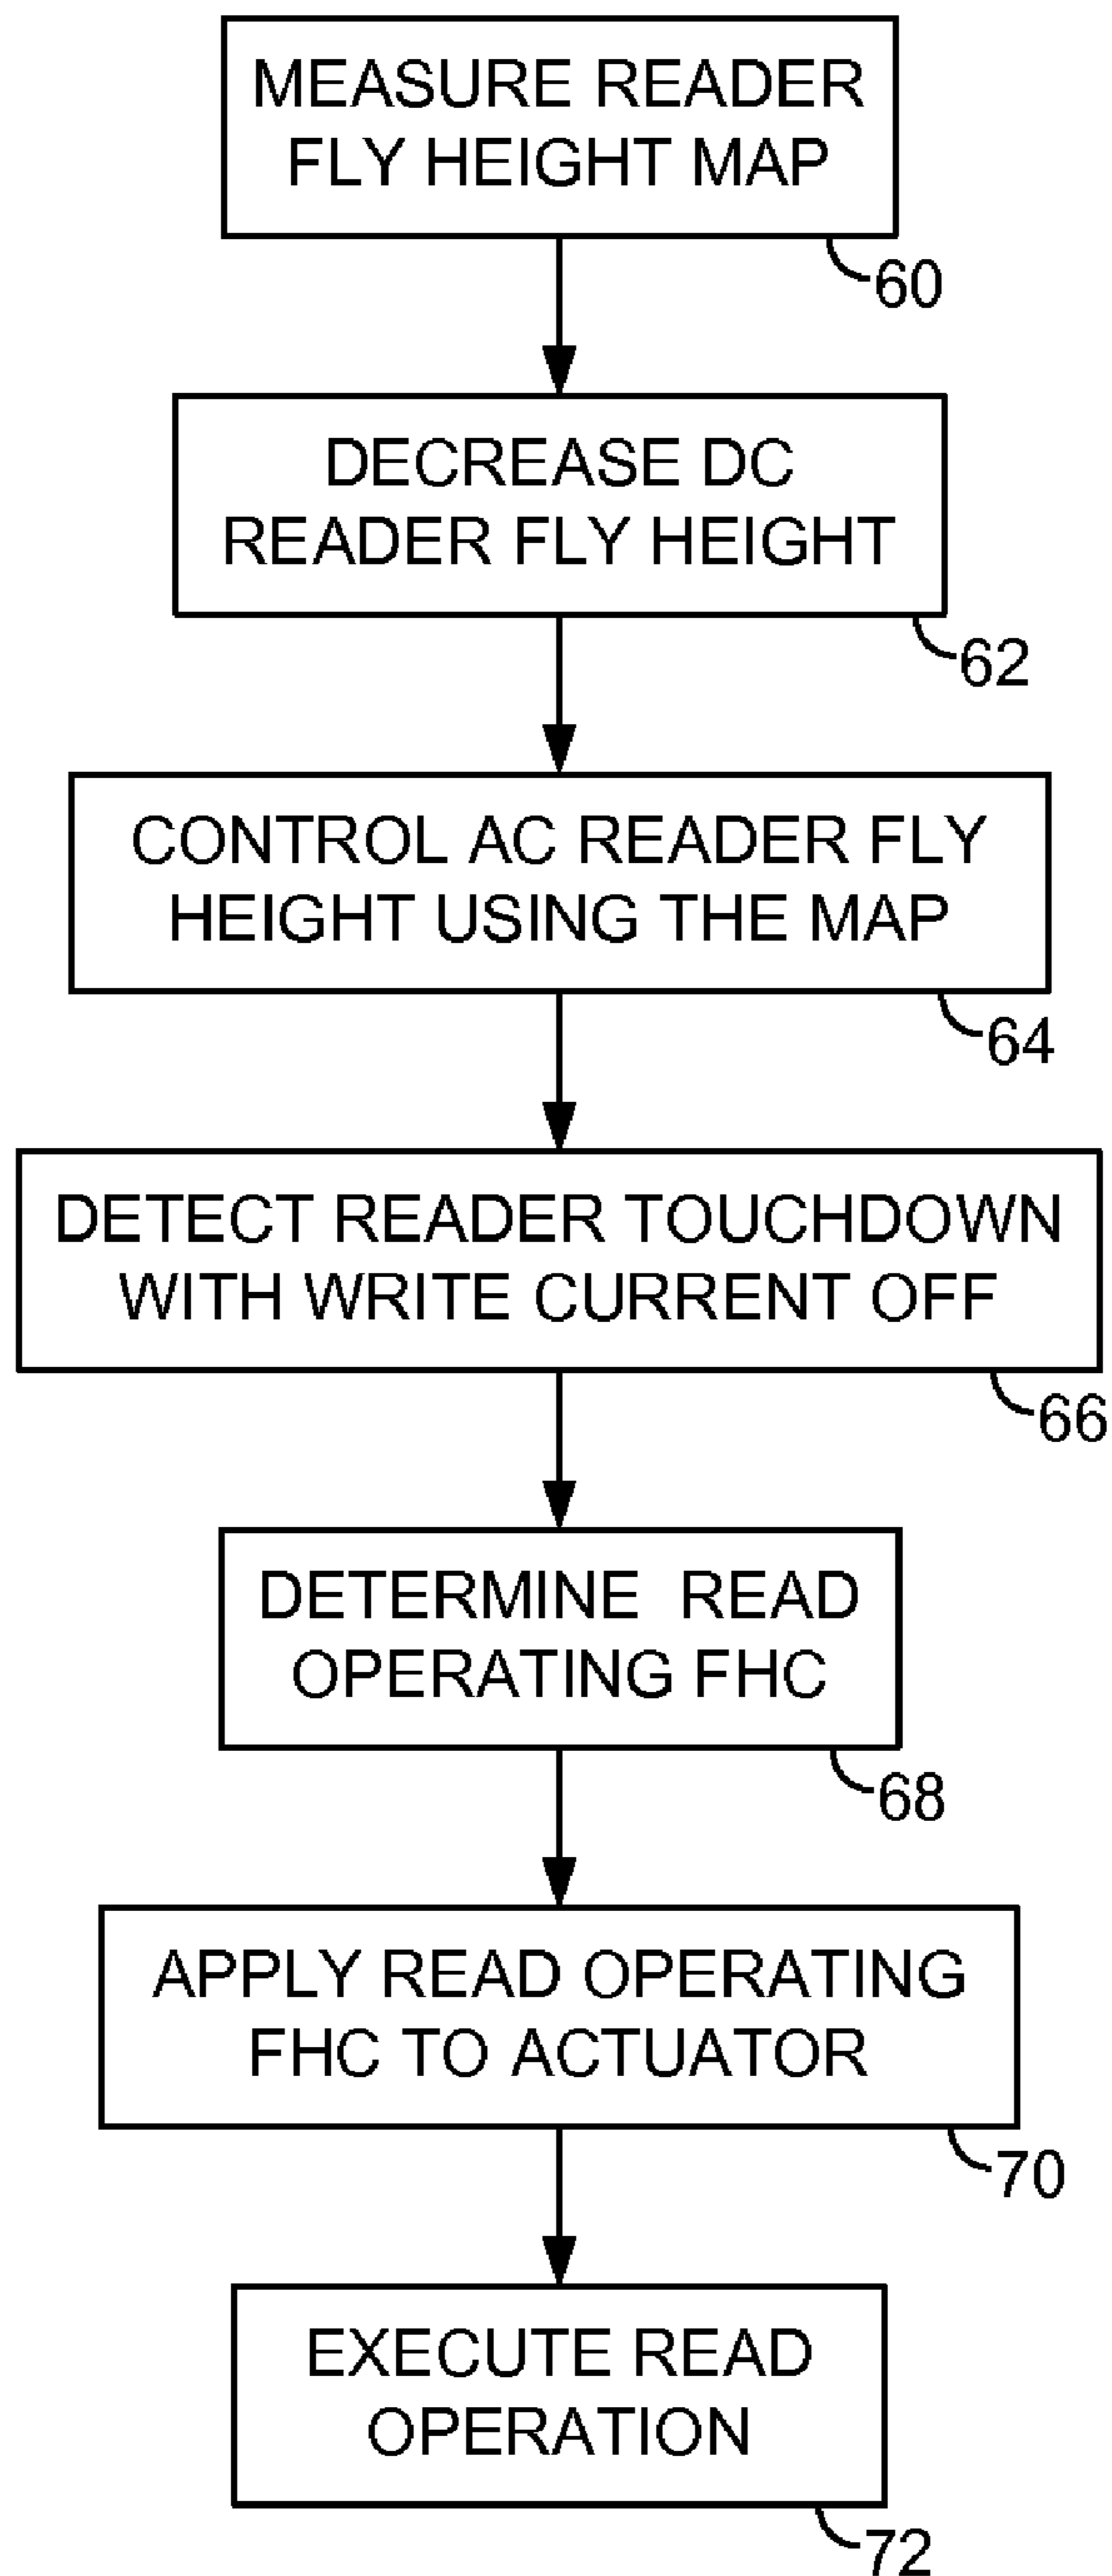 MEASURE READER
FLY HEIGHT MAP
60
DECREASE DC
READER FLY HEIGHT
62
CONTROL AC READER FLY
HEIGHT USING THE MAP
64
DETECT READER TOUCHDOWN
WITH WRITE CURRENT OFF
66
DETERMINE READ
OPERATING FHC
68
APPLY READ OPERATING
FHC TO ACTUATOR
70
EXECUTE READ
OPERATION
72